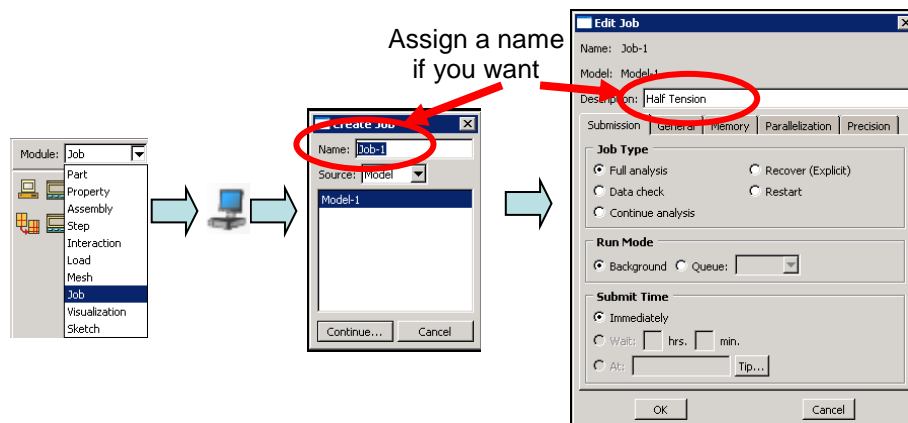 Assign a name
if you want
Module: Job
Part
Property
Assembly
Step
Interaction
Load
Mesh
Job
Visualization
Sketch
Create Job
Name: Job-1
Source: Model
Model-1
Continue... Cancel
Edit Job
Name: Job-1
Model: Model-1
Description: Half Tension
Submission General Memory Parallelization Precision
Job Type
Full analysis Recover (Explicit)
Data check Restart
Continue analysis
Run Mode
Background Queue:
Submit Time
Immediately
Wait: hrs. min.
At: Tip...
OK Cancel